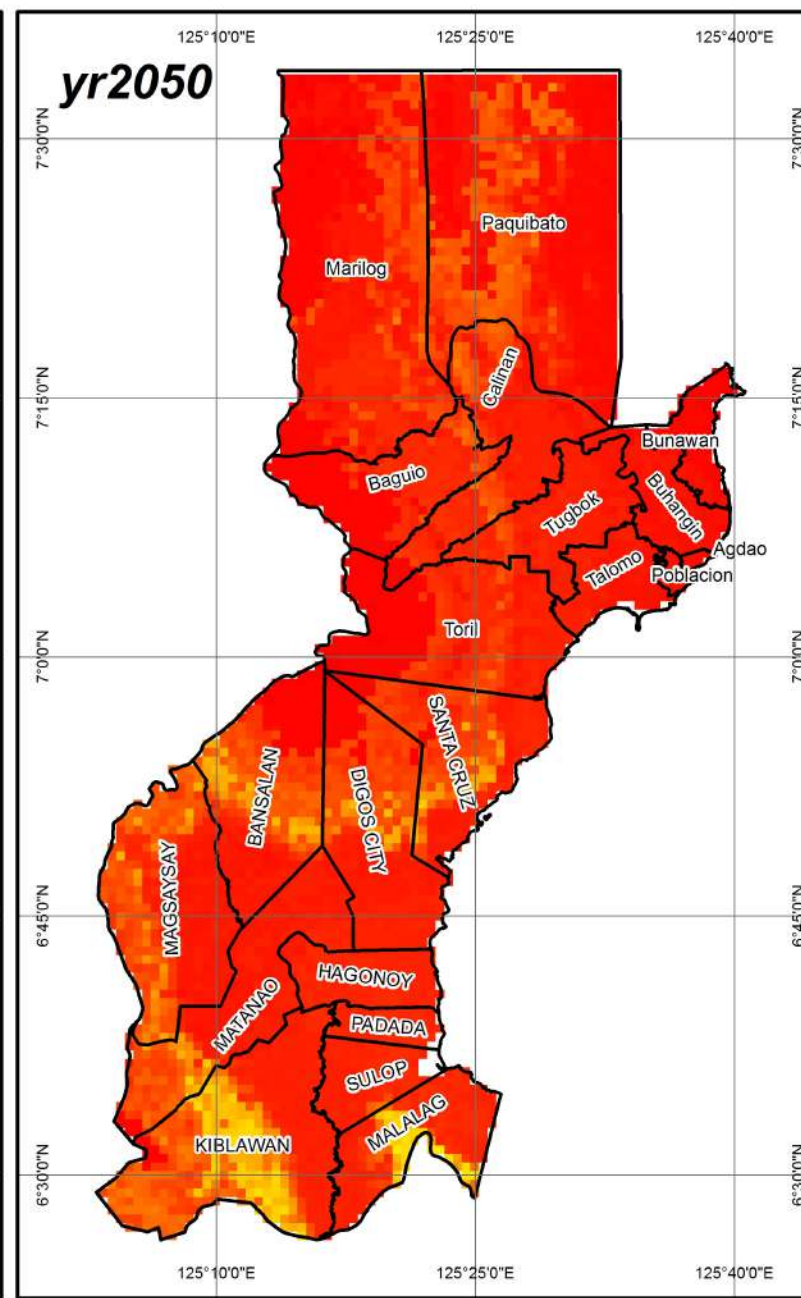 125°10'0"E
125°25'0"E
125°40'0"E
yr2050
7°30'0"N
7°30'0"N
Paquibato
Marilog
Calinan
7°15'0"N
7°15'0"N
Bunawan
Baguio
Buhangin
Tugbok
Agdao
Talomo
Poblacion
Toril
7°0'0"N
7°0'0"N
SANTA CRUZ
BANSALAN
DIGOS CITY
MAGSAYSAY
6°45'0"N
6°45'0"N
HAGONOY
MATANAO
PADADA
SULOP
MALALAG
KIBLAWAN
6°30'0"N
6°30'0"N
125°10'0"E
125°25'0"E
125°40'0"E